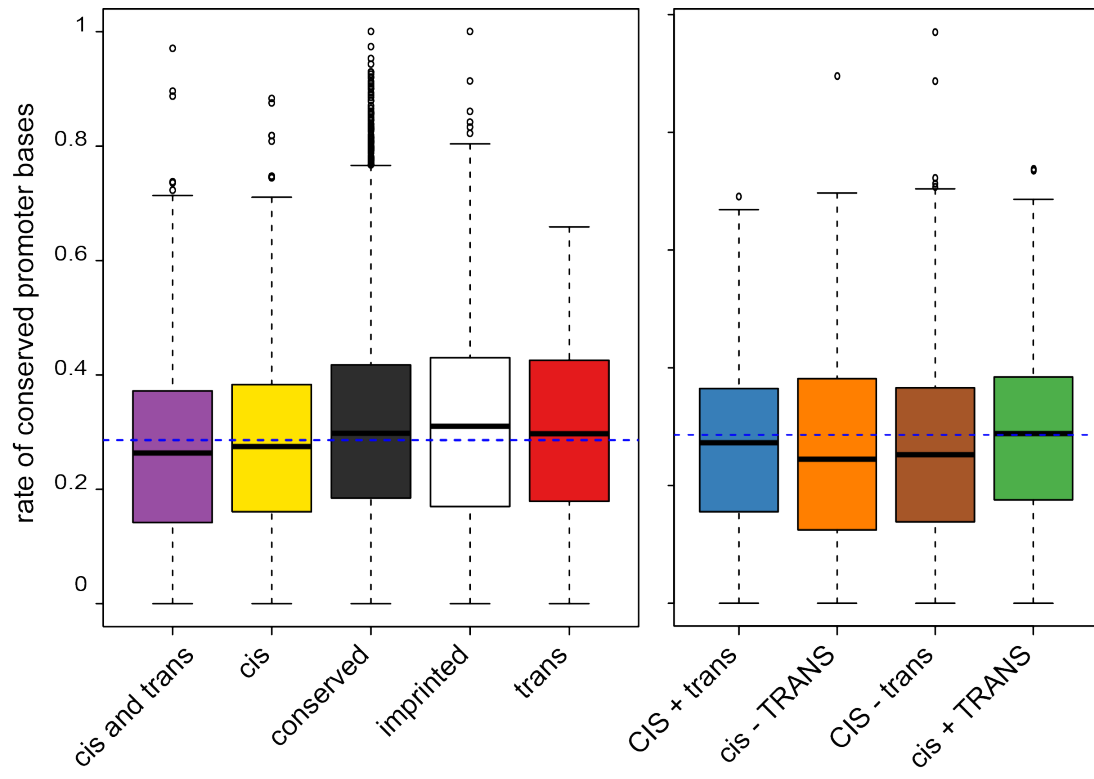 rate of conserved promoter bases
1
0.8
0.6
0.4
0.2
0
cis and trans
cis
conserved
imprinted
trans
CIS + trans
cis - TRANS
CIS - trans
cis + TRANS